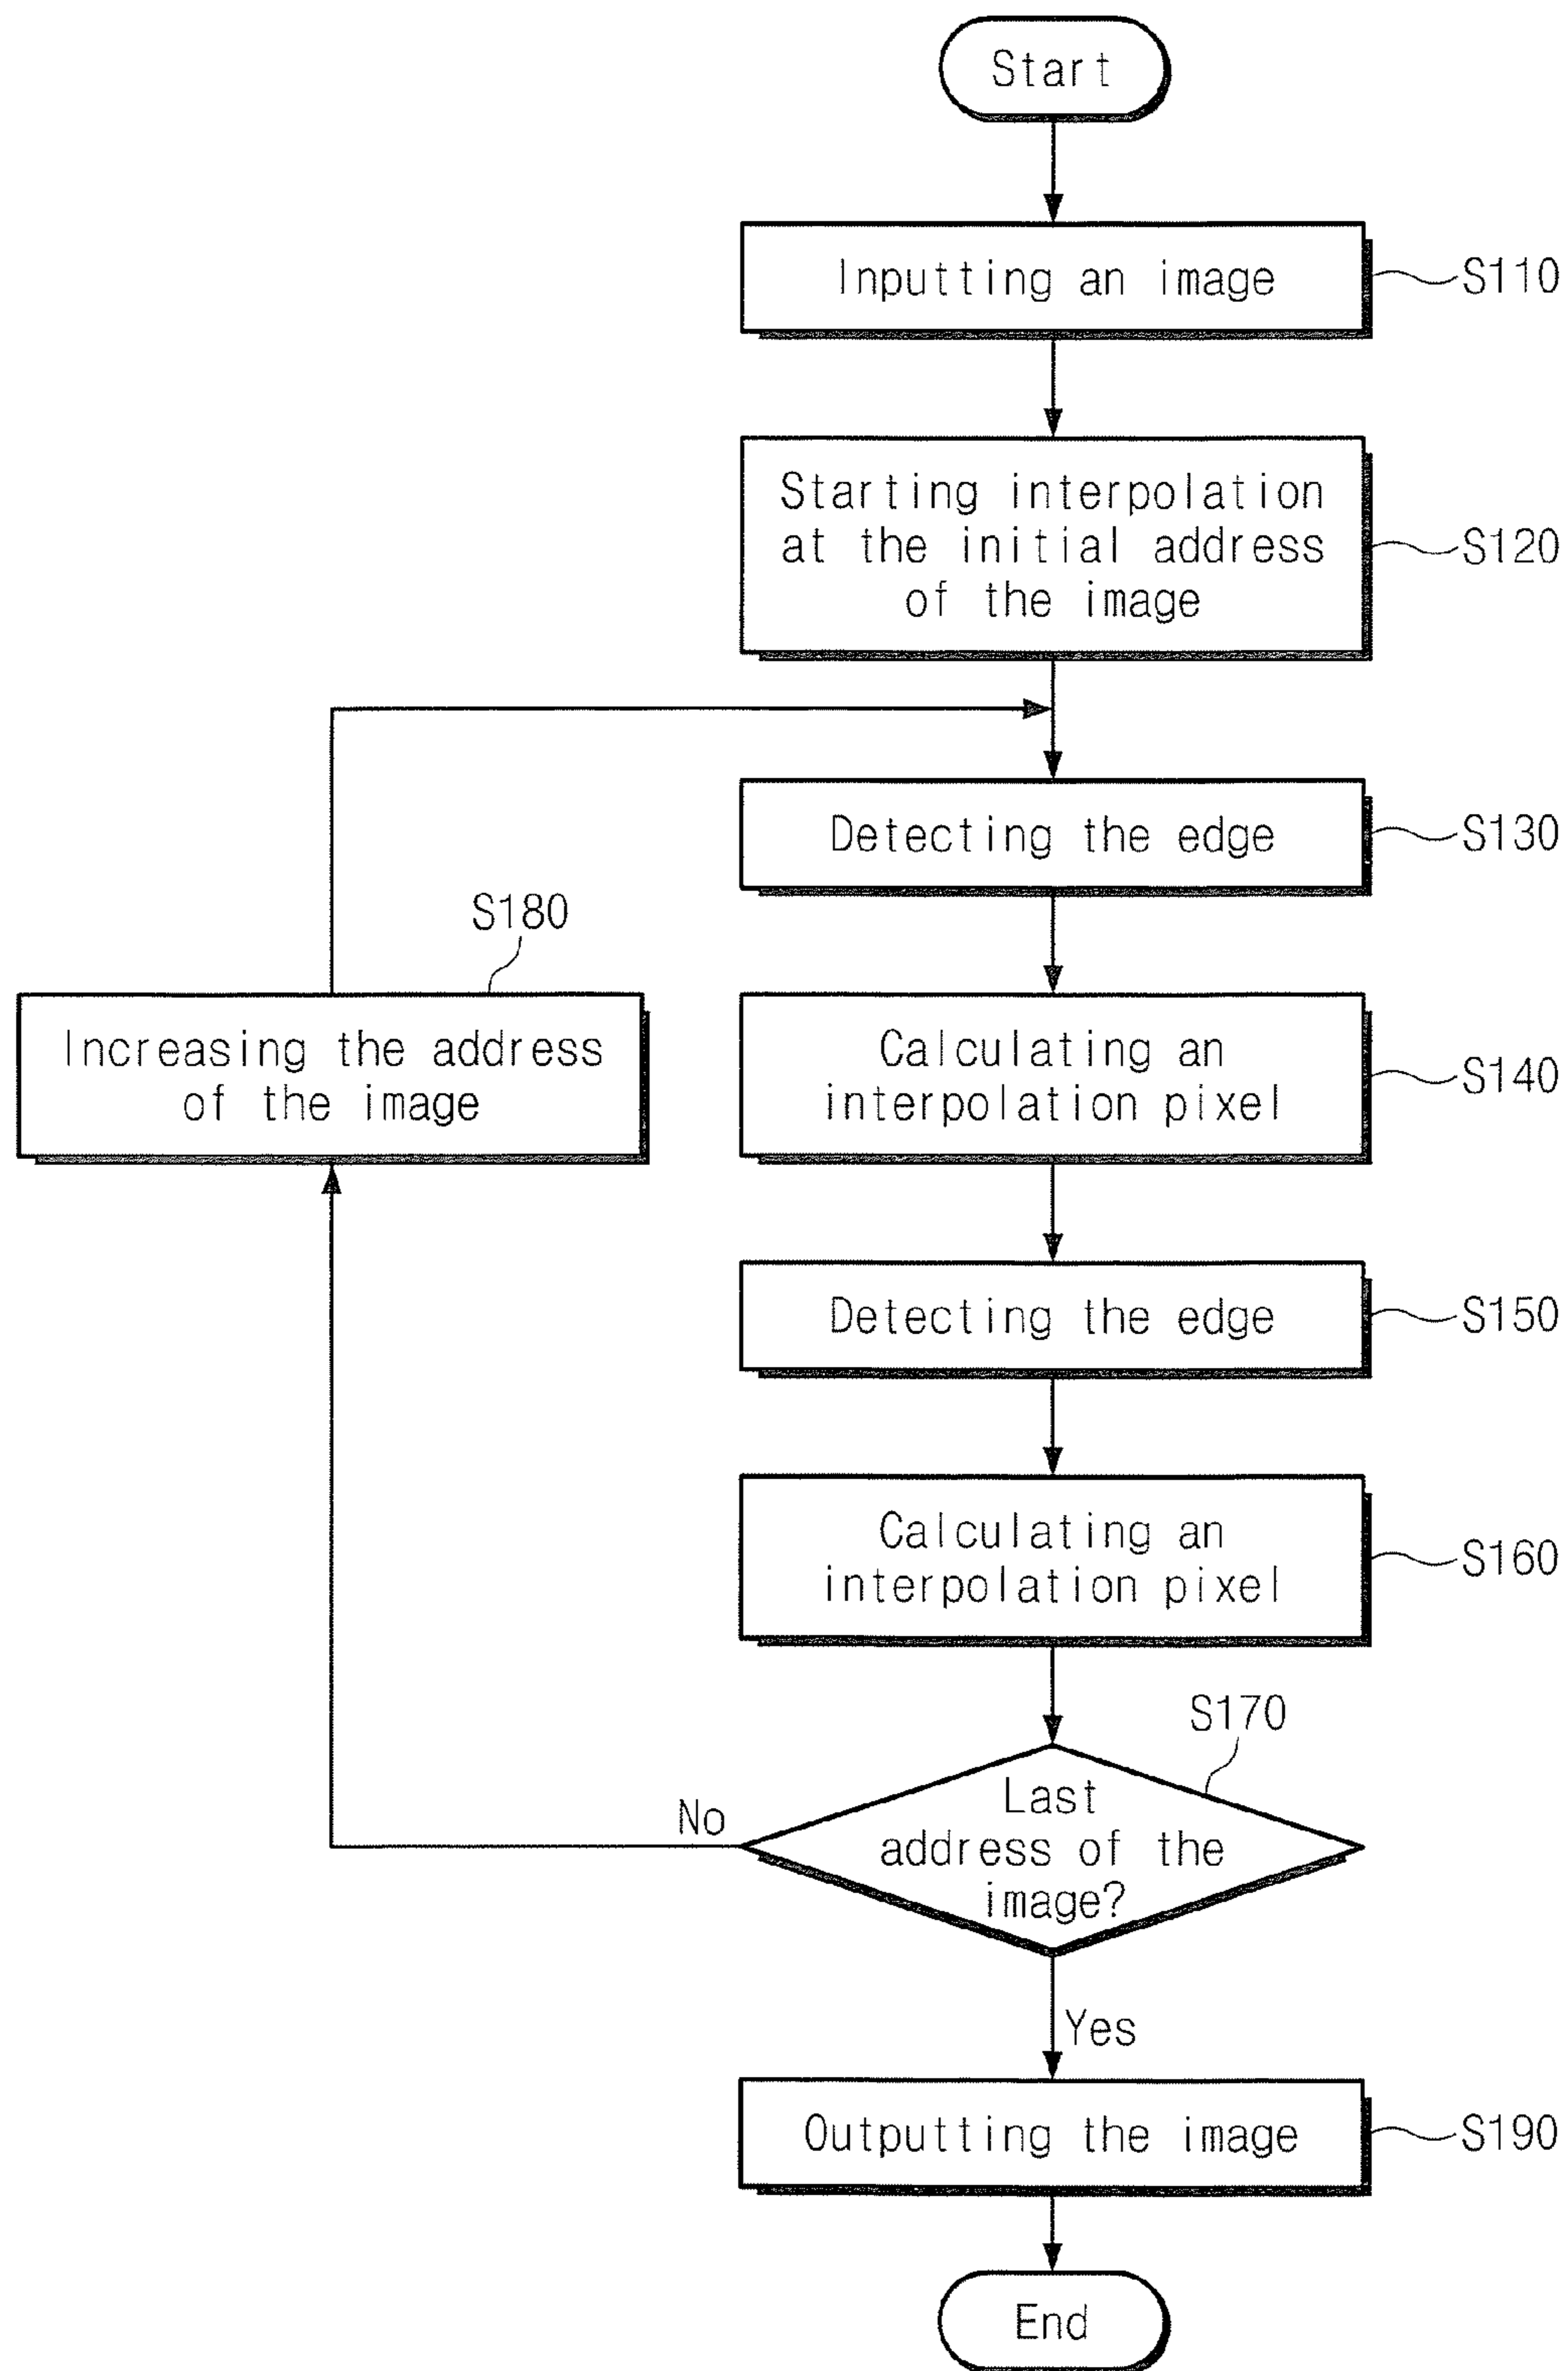 Start
Inputting an image
S110
Starting interpolation
at the initial address
of the image
S120
Detecting the edge
S130
S180
Increasing the address
of the image
Calculating an
interpolation pixel
S140
Detecting the edge
S150
Calculating an
interpolation pixel
S160
S170
Last
address of the
image?
No
Yes
Outputting the image
S190
End